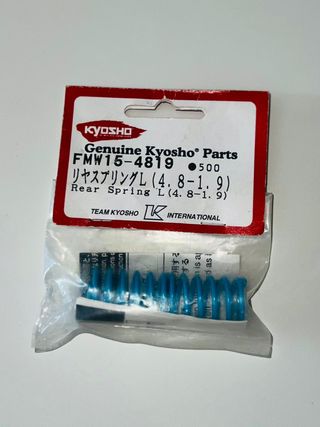 KYOSHO
Genuine Kyosho® Parts
FMW15-4819 ●500
リヤスプリングL(4.8-1.9)
Rear Spring L(4.8-1.9)
TEAM KYOSHO K INTERNATIONAL